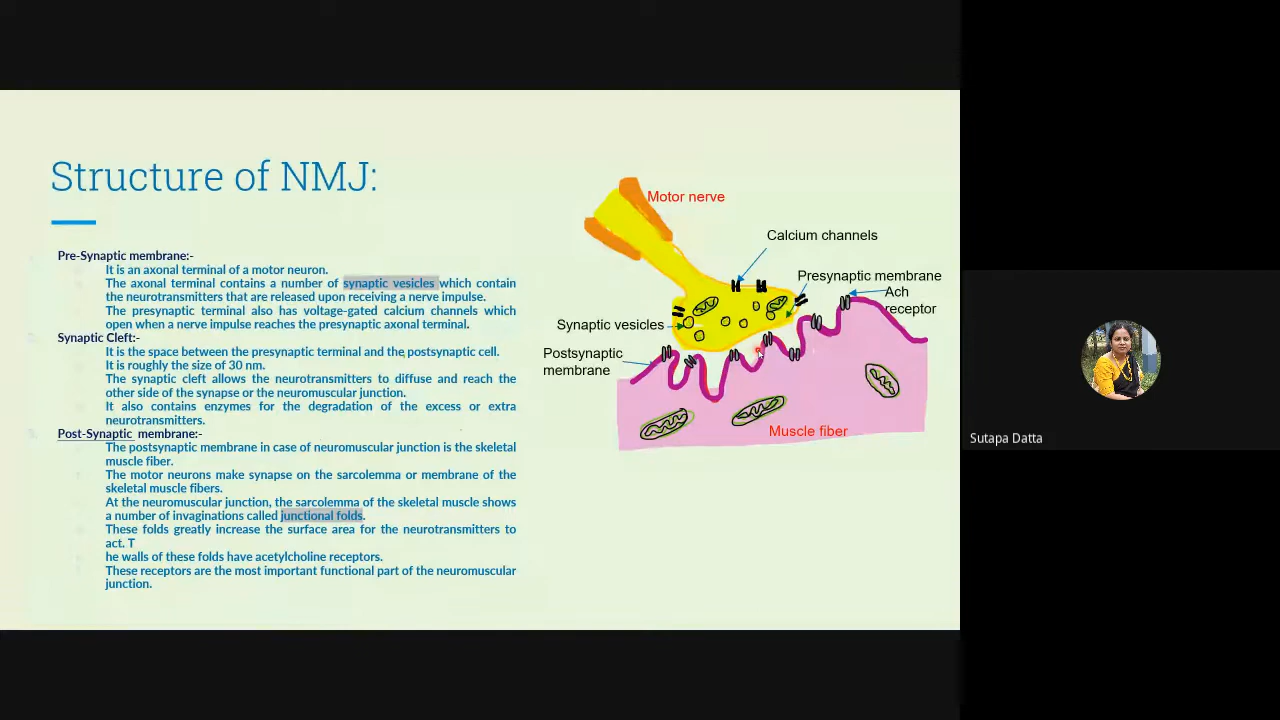 Structure of NMJ:
Pre-Synaptic membrane:-
It is an axonal terminal of a motor neuron.
The axonal terminal contains a number of synaptic vesicles which contain
the neurotransmitters that are released upon receiving a nerve impulse.
The presynaptic terminal also has voltage-gated calcium channels which
open when a nerve impulse reaches the presynaptic axonal terminal.
Synaptic Cleft:-
It is the space between the presynaptic terminal and the postsynaptic cell.
It is roughly the size of 30 nm.
The synaptic cleft allows the neurotransmitters to diffuse and reach the
other side of the synapse or the neuromuscular junction.
It also contains enzymes for the degradation of the excess or extra
neurotransmitters.
Post-Synaptic membrane:-
The postsynaptic membrane in case of neuromuscular junction is the skeletal
muscle fiber.
The motor neurons make synapse on the sarcolemma or membrane of the
skeletal muscle fibers.
At the neuromuscular junction, the sarcolemma of the skeletal muscle shows
a number of invaginations called junctional folds.
These folds greatly increase the surface area for the neurotransmitters to
act. T
he walls of these folds have acetylcholine receptors.
These receptors are the most important functional part of the neuromuscular
junction.
Motor nerve
Calcium channels
Presynaptic membrane
Ach
receptor
Synaptic vesicles
Postsynaptic
membrane
Muscle fiber
Sutapa Datta